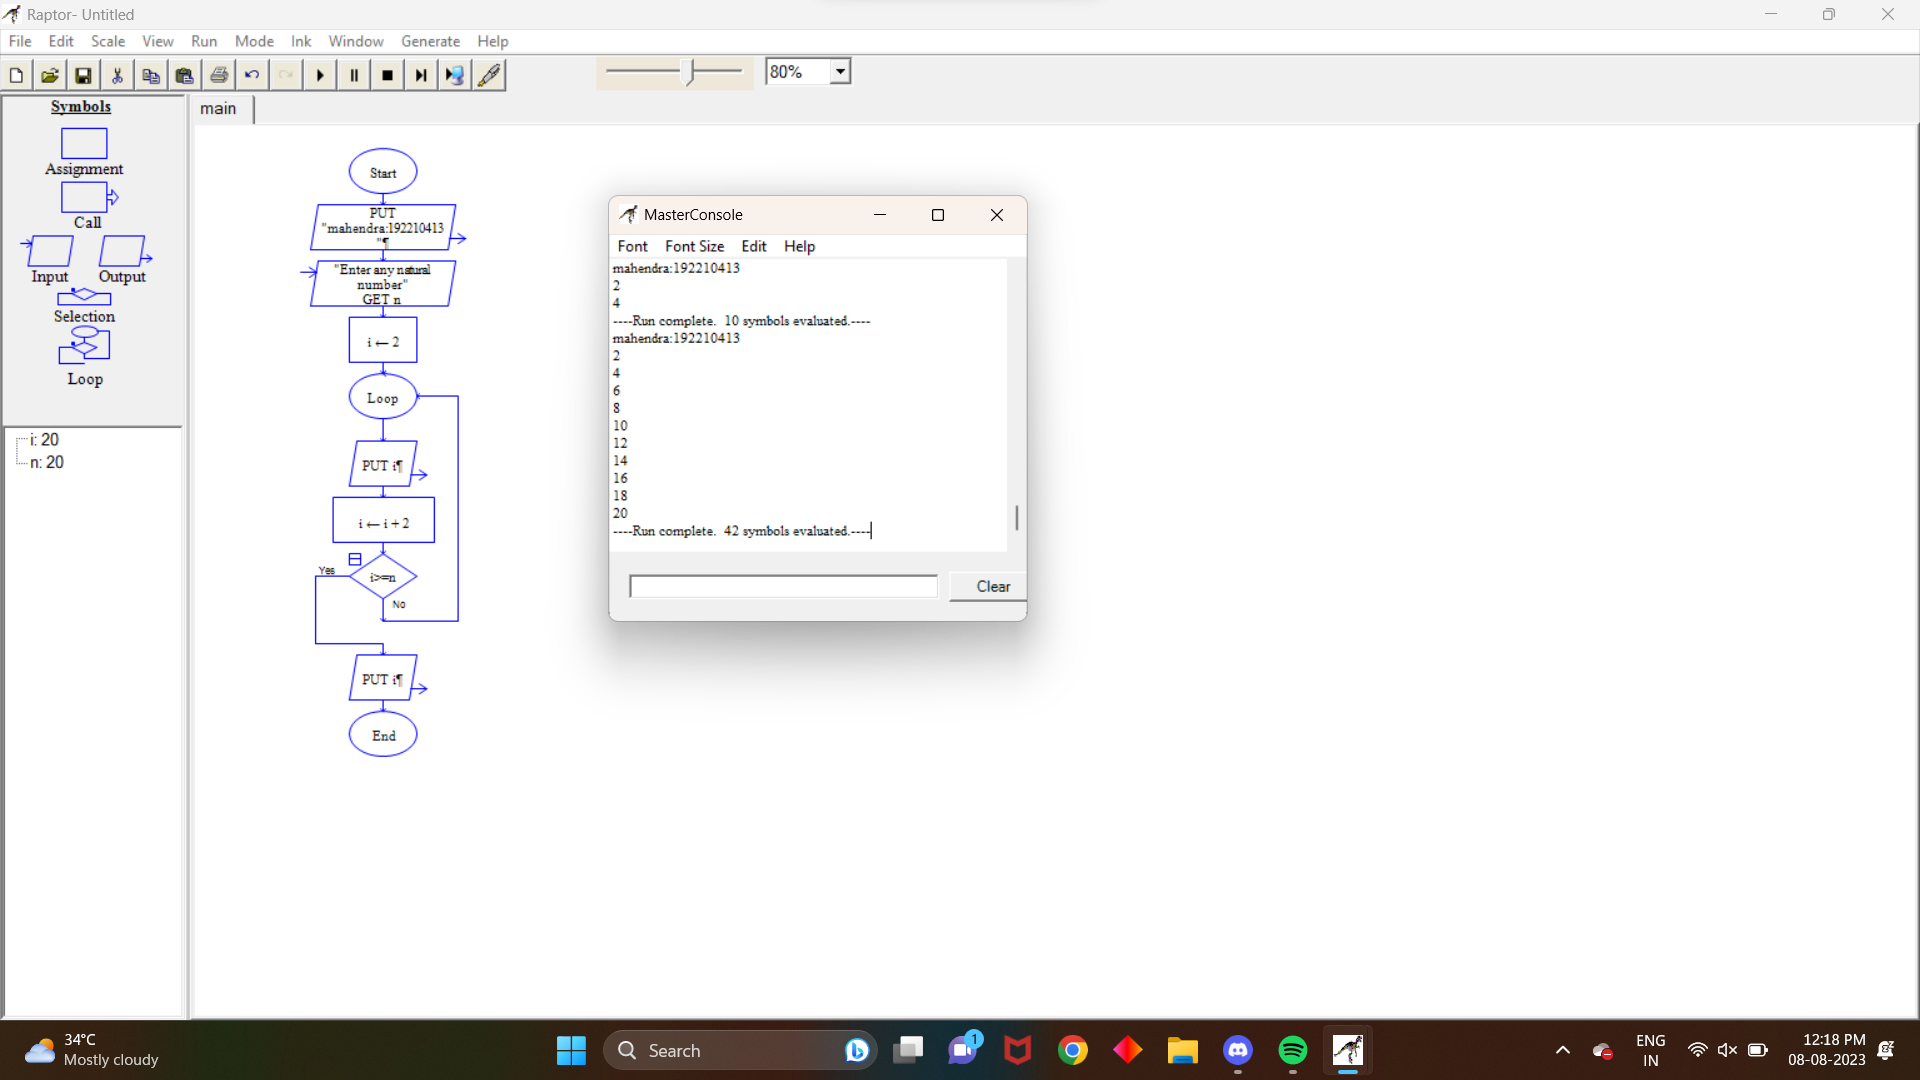 Raptor- Untitled
File Edit Scale View Run Mode Ink Window Generate Help
80%
Symbols
Assignment
Call
Input Output
Selection
Loop
i: 20
n: 20
main
Start
PUT
"mahendra:192210413
"¶
"Enter any natural
number"
GET n
i ← 2
Loop
PUT i¶
i ← i + 2
Yes
i>=n
No
PUT i¶
End
MasterConsole
Font Font Size Edit Help
mahendra:192210413
2
4
----Run complete.  10 symbols evaluated.----
mahendra:192210413
2
4
6
8
10
12
14
16
18
20
----Run complete.  42 symbols evaluated.----
Clear
34°C
Mostly cloudy
Search
1
ENG
IN
12:18 PM
08-08-2023